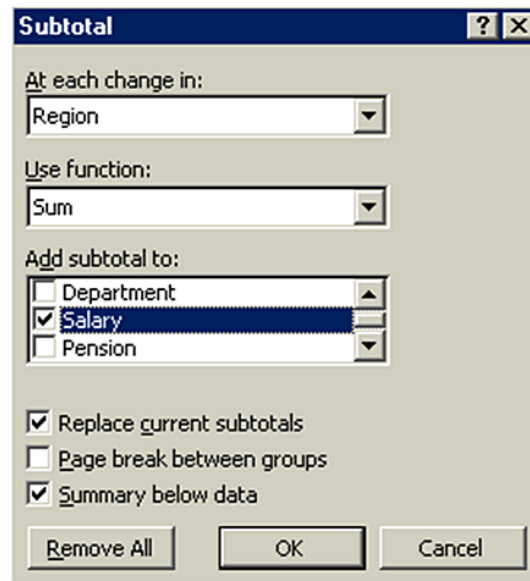 Subtotal
At each change in:
Region
Use function:
Sum
Add subtotal to:
Department
Salary
Pension
Replace current subtotals
Page break between groups
Summary below data
Remove All OK Cancel